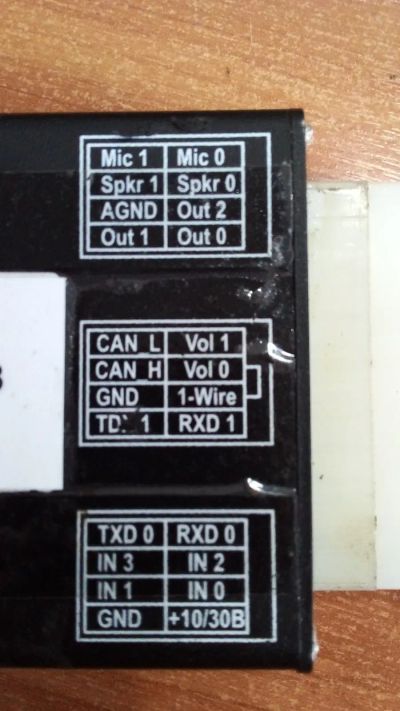 Mic 1 Mic 0
Spkr 1 Spkr 0
AGND Out 2
Out 1 Out 0
CAN_L Vol 1
CAN_H Vol 0
GND 1-Wire
1 RXD 1
TXD 0 RXD 0
IN 3 IN 2
IN 1 IN 0
GND +10/30B